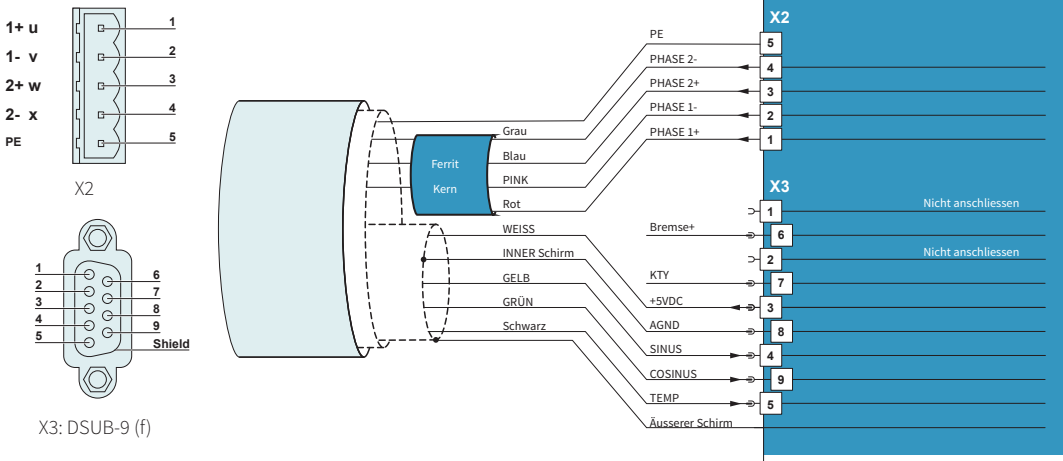 1+ u
1
1- v
2
2+ w
3
2- x
4
PE
5
X2
1
2
3
4
5
6
7
8
9
Shield
X3: DSUB-9 (f)
Ferrit
Kern
Grau
Blau
PINK
Rot
WEISS
INNER Schirm
GELB
GRÜN
Schwarz
X2
PE
5
PHASE 2-
4
PHASE 2+
3
PHASE 1-
2
PHASE 1+
1
X3
1
Nicht anschliessen
Bremse+
6
2
Nicht anschliessen
KTY
7
+5VDC
3
AGND
8
SINUS
4
COSINUS
9
TEMP
5
Äusserer Schirm